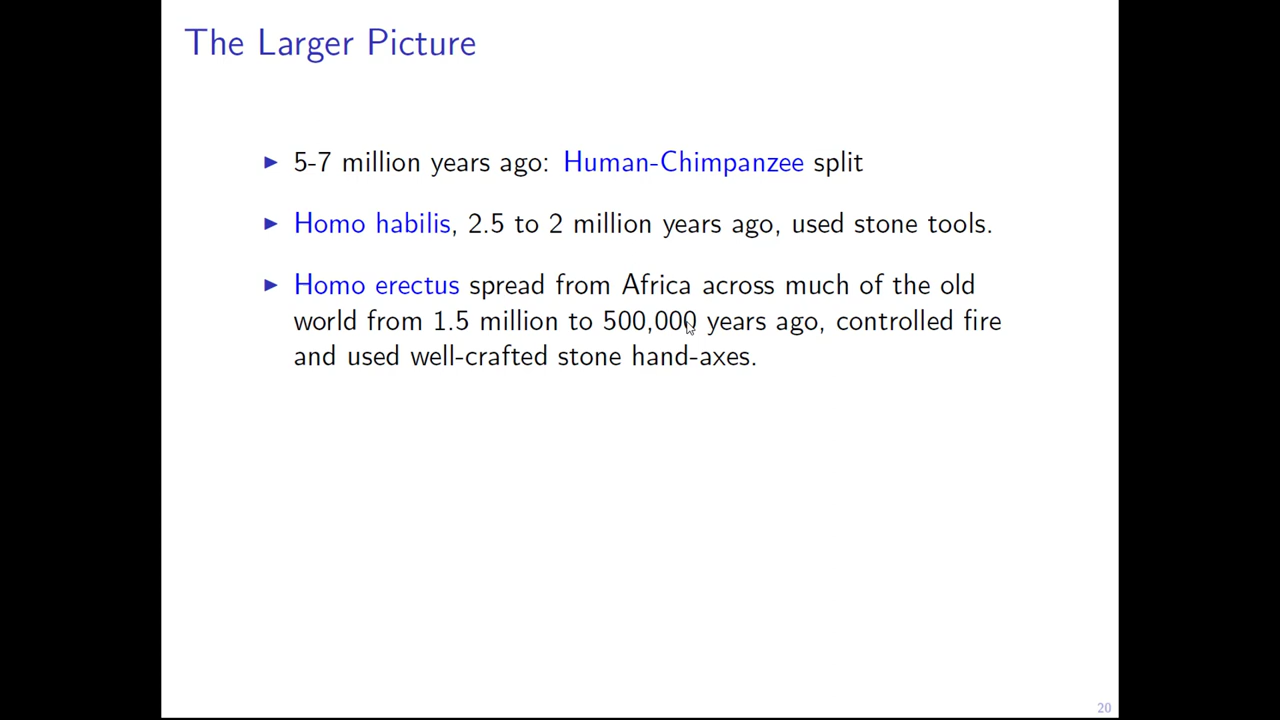 The Larger Picture
▶ 5-7 million years ago: Human-Chimpanzee split
▶ Homo habilis, 2.5 to 2 million years ago, used stone tools.
▶ Homo erectus spread from Africa across much of the old
world from 1.5 million to 500,000 years ago, controlled fire
and used well-crafted stone hand-axes.
20